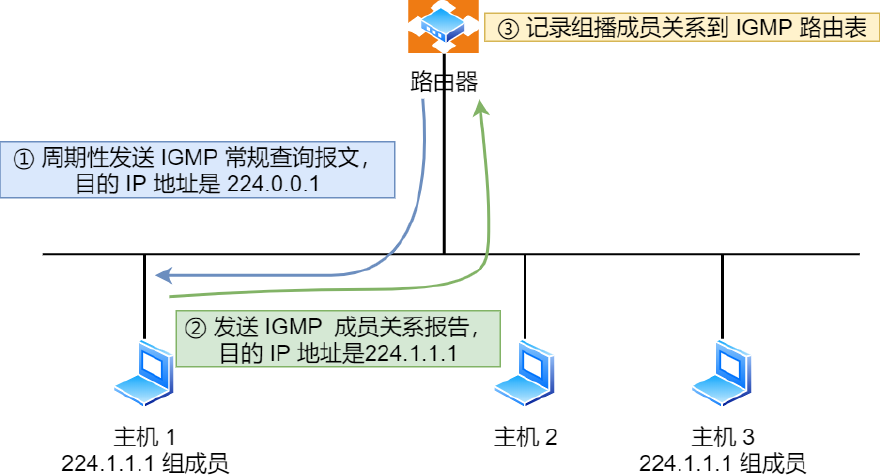 ③ 记录组播成员关系到 IGMP 路由表
路由器
① 周期性发送 IGMP 常规查询报文，
目的 IP 地址是 224.0.0.1
② 发送 IGMP 成员关系报告，
目的 IP 地址是224.1.1.1
主机 1
224.1.1.1 组成员
主机 2
主机 3
224.1.1.1 组成员